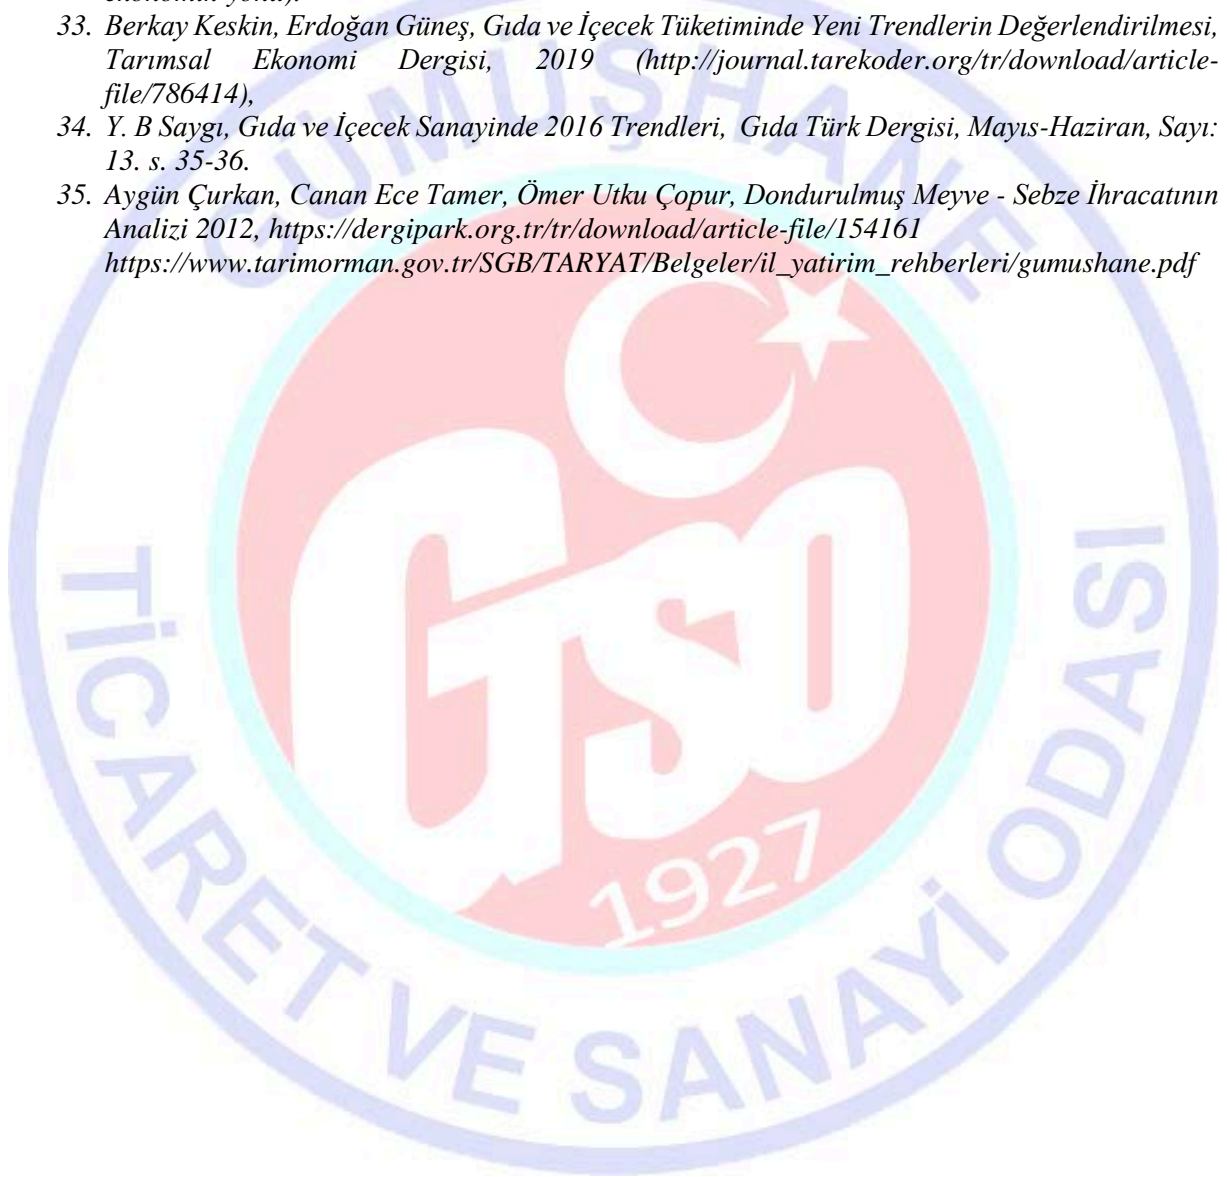 33. Berkay Keskin, Erdoğan Güneş, Gıda ve İçecek Tüketiminde Yeni Trendlerin Değerlendirilmesi,
Tarımsal Ekonomi Dergisi, 2019 (http://journal.tarekoder.org/tr/download/article-
file/786414),
34. Y. B Saygı, Gıda ve İçecek Sanayinde 2016 Trendleri, Gıda Türk Dergisi, Mayıs-Haziran, Sayı:
13. s. 35-36.
35. Aygün Çurkan, Canan Ece Tamer, Ömer Utku Çopur, Dondurulmuş Meyve - Sebze İhracatının
Analizi 2012, https://dergipark.org.tr/tr/download/article-file/154161
https://www.tarimorman.gov.tr/SGB/TARYAT/Belgeler/il_yatirim_rehberleri/gumushane.pdf
GÜMÜŞHANE
TİCARET VE SANAYİ ODASI
GTSO
1927